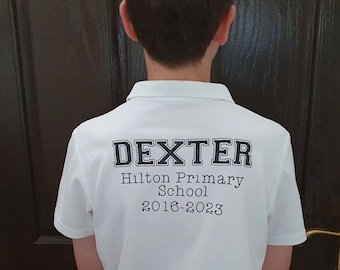 DEXTER
Hilton Primary
School
2016-2023